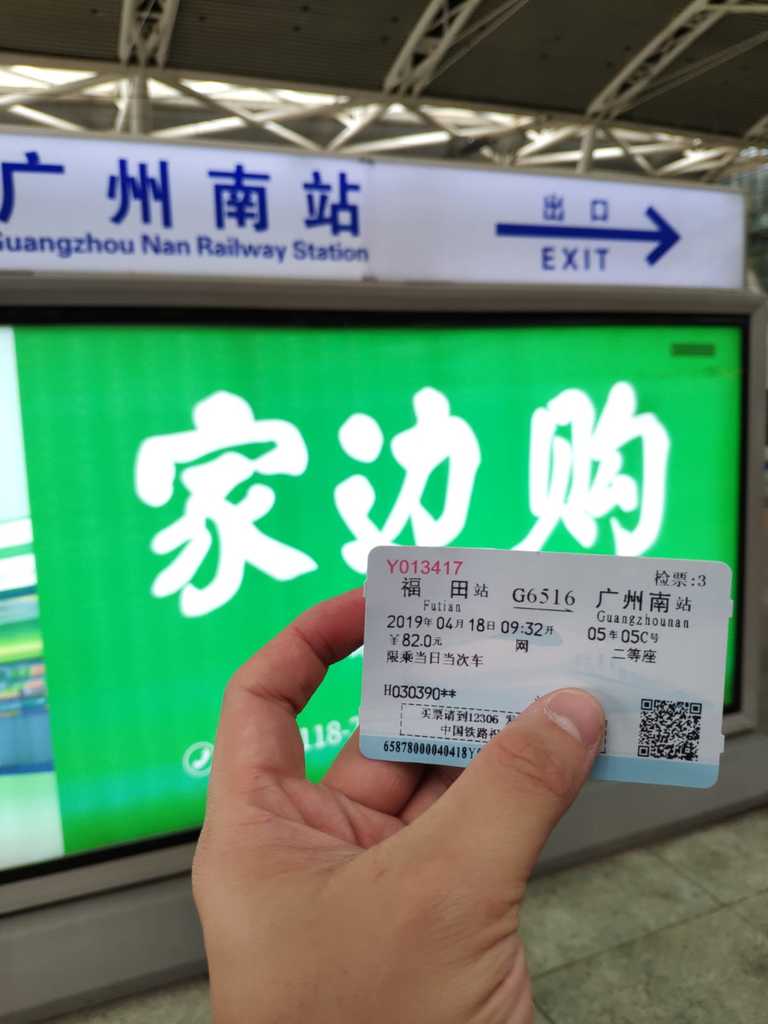 广州南站
Guangzhou Nan Railway Station
出口
EXIT
家边购
Y013417
检票:3
福田站
G6516
广州南站
Futian
Guangzhounan
2019年04月18日09:32开
05车05C号
¥82.0元
网
二等座
限乘当日当次车
H030390**
买票请到12306
中国铁路
65878000040418Y
118-